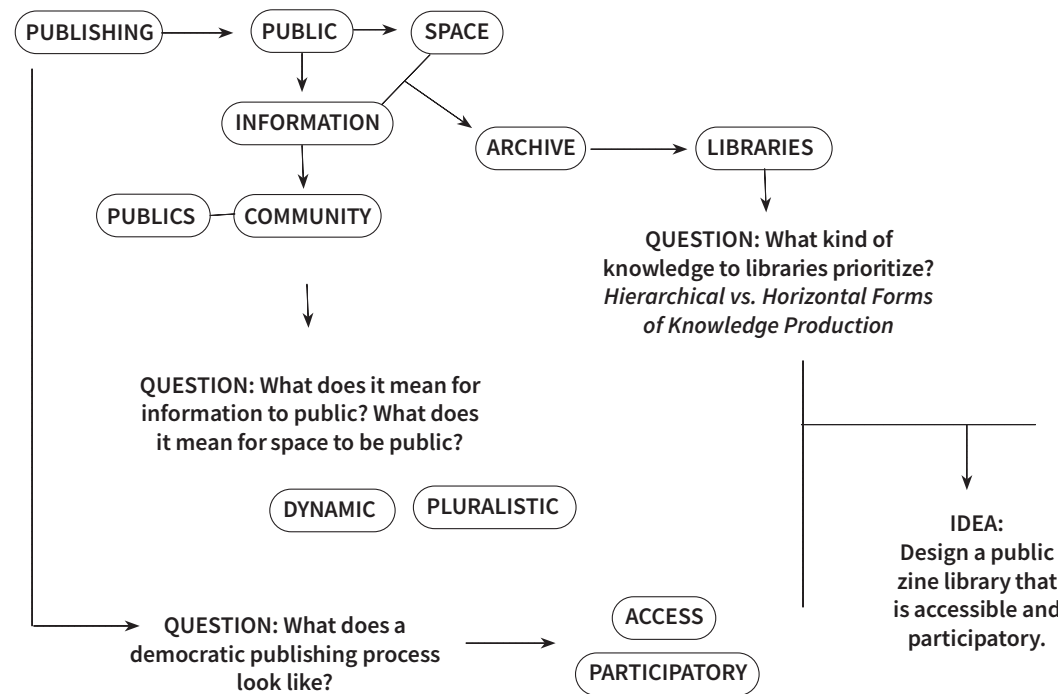 PUBLISHING
PUBLIC
SPACE
INFORMATION
ARCHIVE
LIBRARIES
PUBLICS
COMMUNITY
QUESTION: What kind of
knowledge to libraries prioritize?
Hierarchical vs. Horizontal Forms
of Knowledge Production
QUESTION: What does it mean for
information to public? What does
it mean for space to be public?
DYNAMIC
PLURALISTIC
IDEA:
Design a public
zine library that
is accessible and
participatory.
QUESTION: What does a
democratic publishing process
look like?
ACCESS
PARTICIPATORY